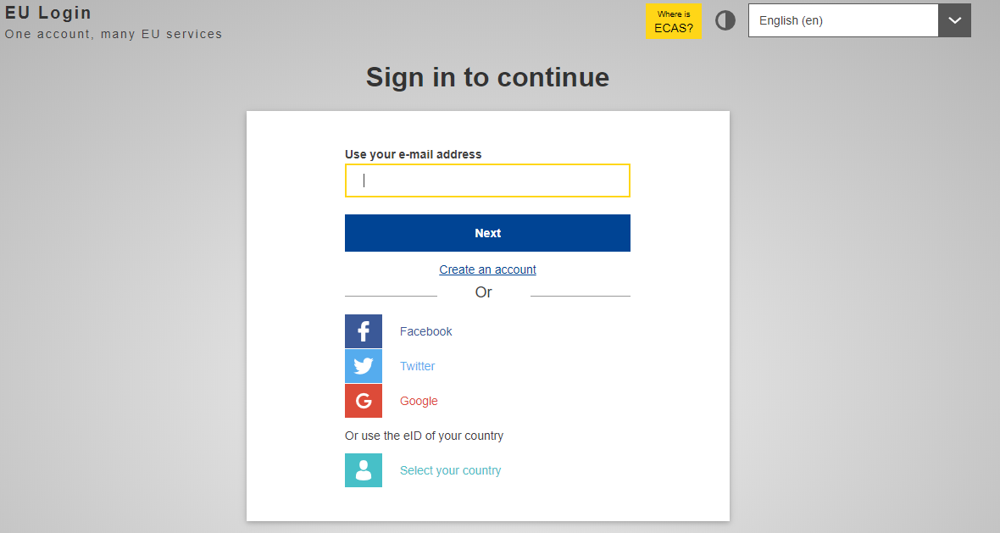 EU Login
One account, many EU services
Where is
ECAS?
English (en)
Sign in to continue
Use your e-mail address
Next
Create an account
Or
Facebook
Twitter
Google
Or use the eID of your country
Select your country